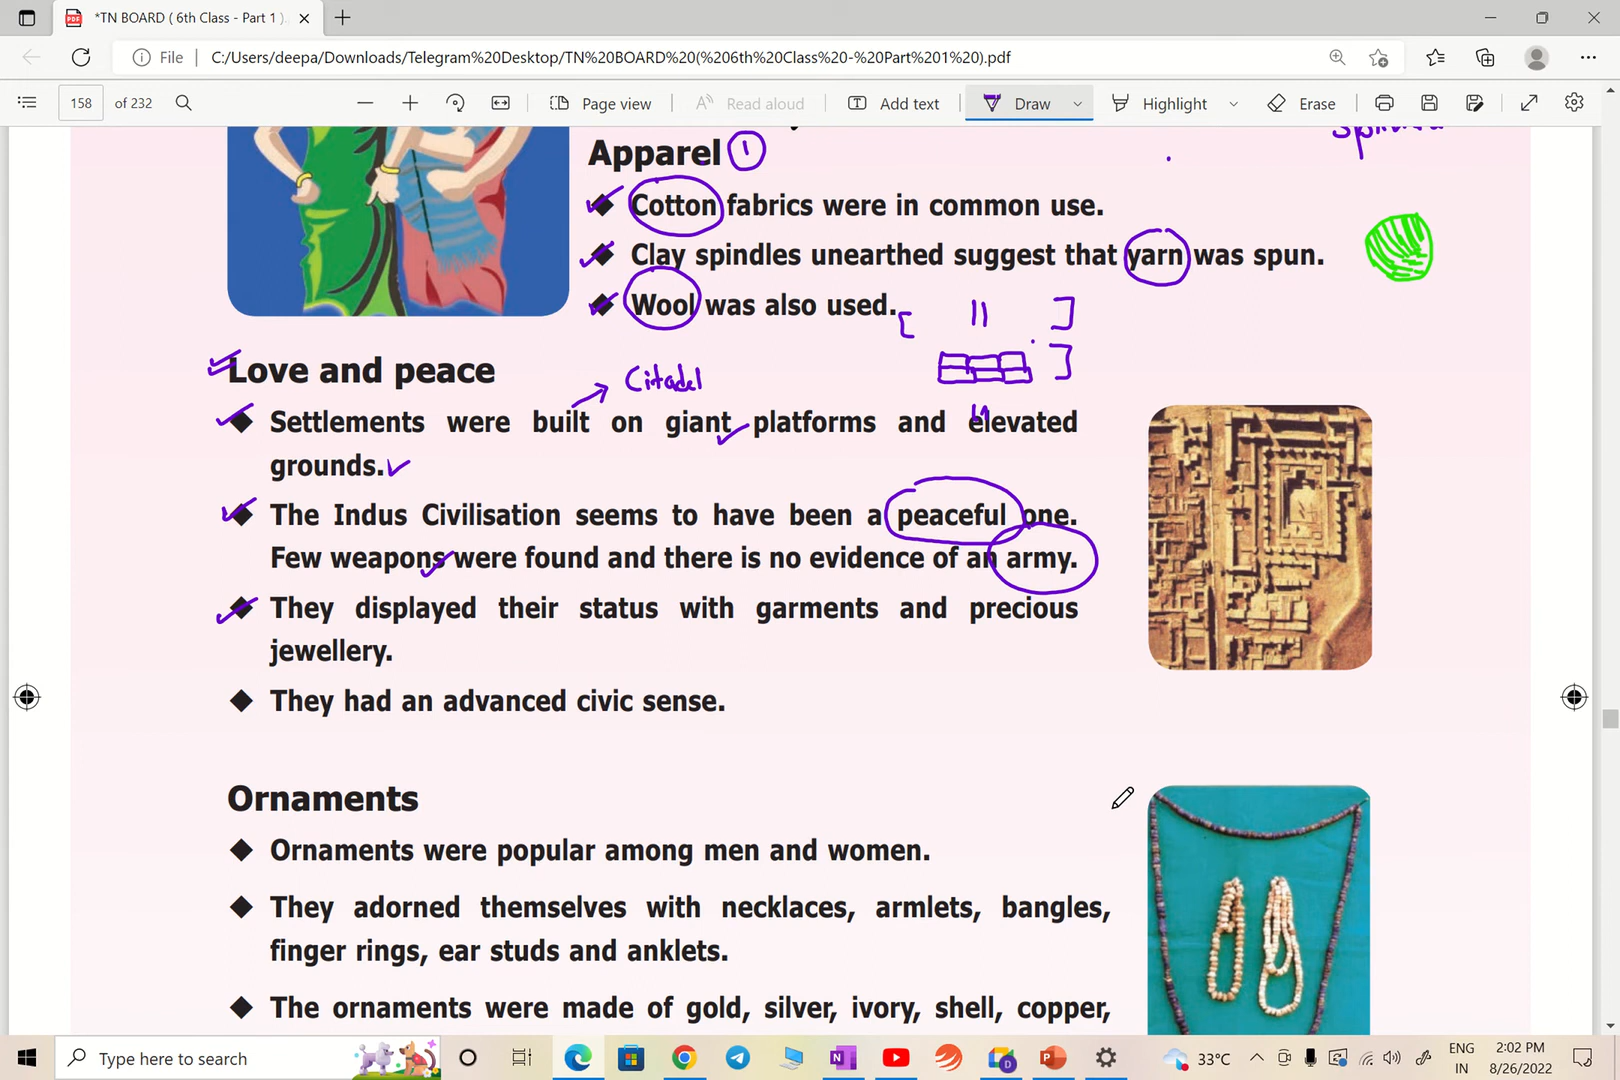 *TN BOARD ( 6th Class - Part 1 )
File | C:/Users/deepa/Downloads/Telegram%20Desktop/TN%20BOARD%20(%206th%20Class%20-%20Part%201%20).pdf
158 of 232
Page view
Read aloud
Add text
Draw
Highlight
Erase
Apparel 1
◆ Cotton fabrics were in common use.
◆ Clay spindles unearthed suggest that yarn was spun.
◆ Wool was also used.
Love and peace
Citadel
◆ Settlements were built on giant platforms and elevated
grounds.
◆ The Indus Civilisation seems to have been a peaceful one.
Few weapons were found and there is no evidence of an army.
◆ They displayed their status with garments and precious
jewellery.
◆ They had an advanced civic sense.
Ornaments
◆ Ornaments were popular among men and women.
◆ They adorned themselves with necklaces, armlets, bangles,
finger rings, ear studs and anklets.
◆ The ornaments were made of gold, silver, ivory, shell, copper,
Type here to search
33°C
ENG
IN
2:02 PM
8/26/2022